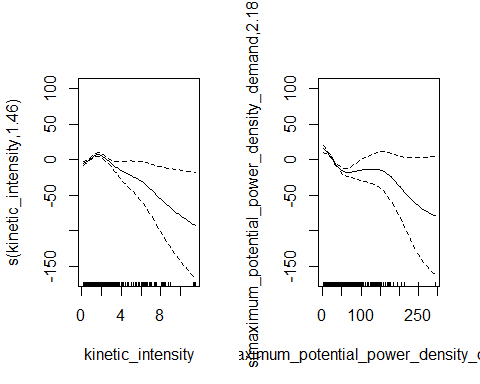 s(kinetic_intensity,1.46)
100
50
0
-50
-150
0 4 8
kinetic_intensity
s(maximum_potential_power_density_demand,2.18
100
50
0
-50
-150
0 100 250
aximum_potential_power_density_d